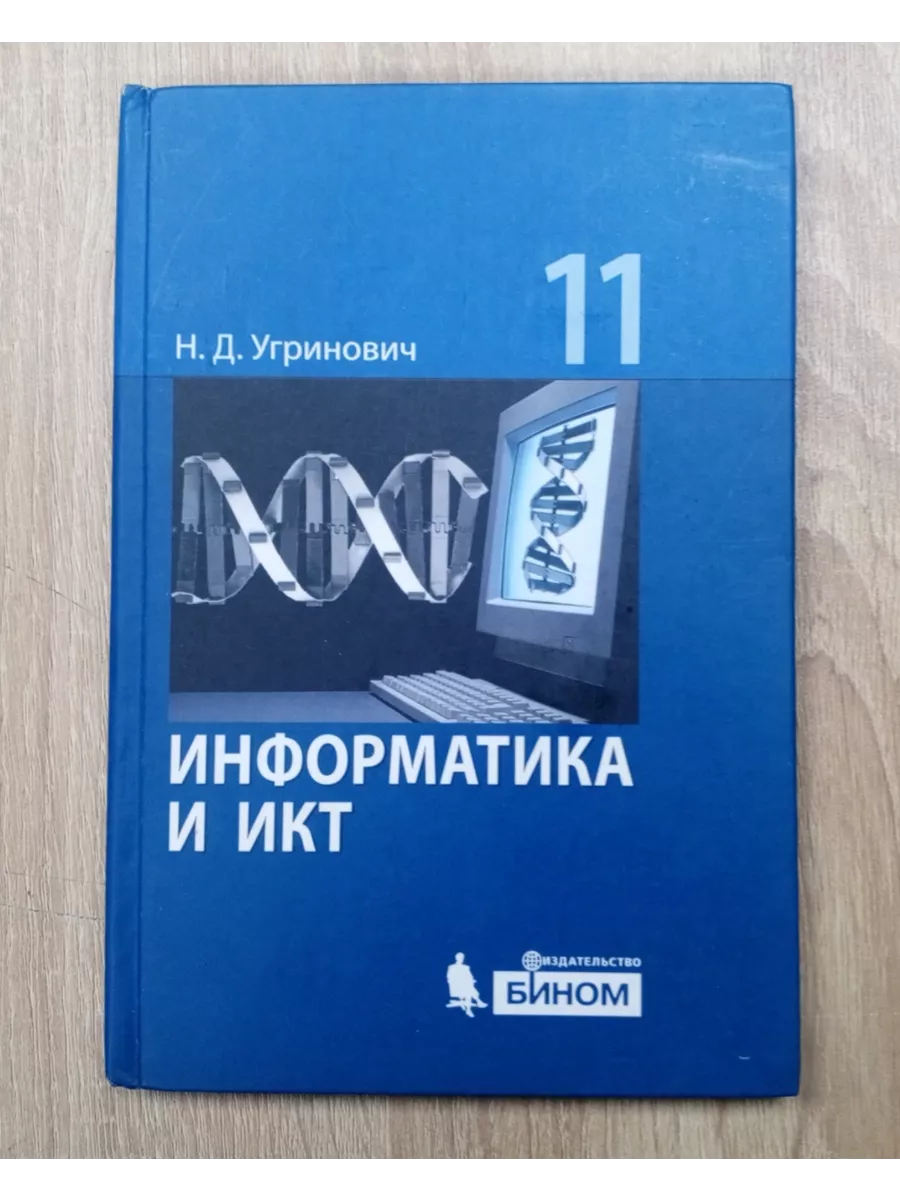 11
Н. Д. Угринович
ИНФОРМАТИКА
И ИКТ
ИЗДАТЕЛЬСТВО
БИНОМ